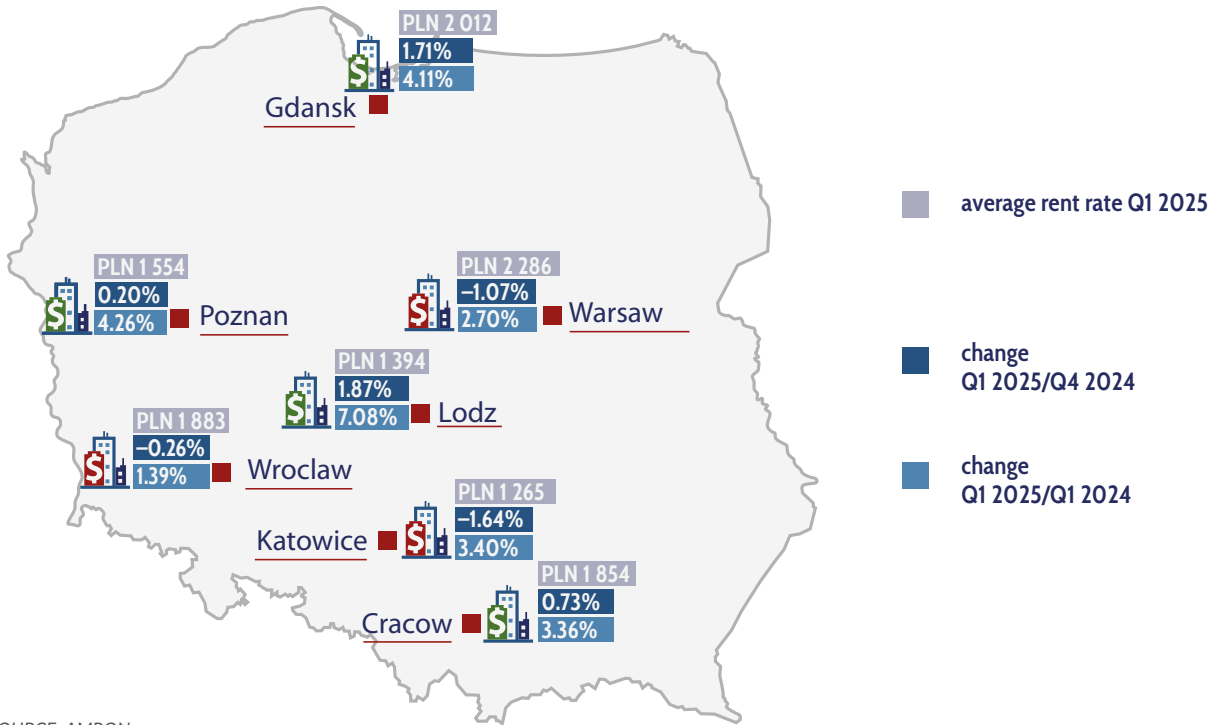 PLN 2 012
1.71%
4.11%
Gdansk
average rent rate Q1 2025
PLN 1 554
0.20%
4.26%
Poznan
PLN 2 286
–1.07%
2.70%
Warsaw
change
Q1 2025/Q4 2024
PLN 1 394
1.87%
7.08%
Lodz
PLN 1 883
–0.26%
1.39%
Wroclaw
change
Q1 2025/Q1 2024
PLN 1 265
–1.64%
3.40%
Katowice
PLN 1 854
0.73%
3.36%
Cracow